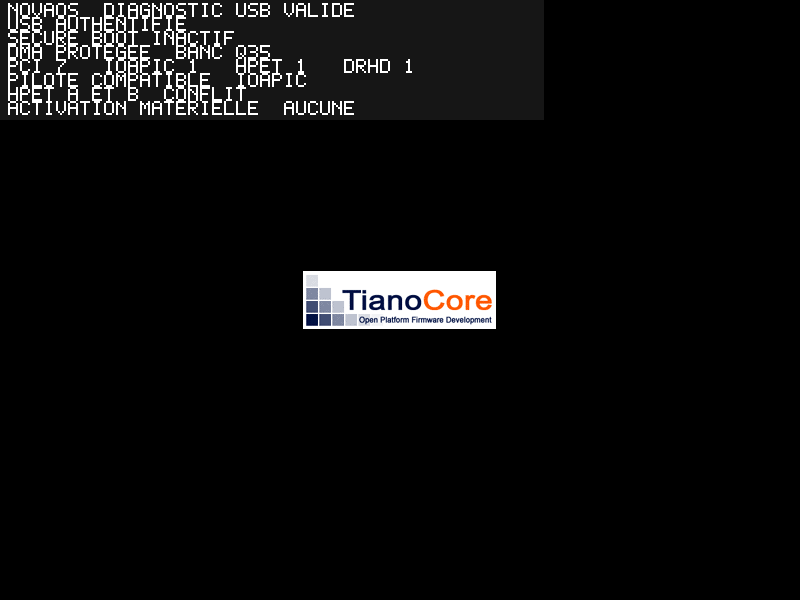 NOVAOS  DIAGNOSTIC USB VALIDE
USB AUTHENTIFIE
SECURE BOOT INACTIF
DMA PROTEGEE  BANC Q35
PCI 7   IOAPIC 1   HPET 1   DRHD 1
PILOTE COMPATIBLE  IOAPIC
HPET A ET B  CONFLIT
ACTIVATION MATERIELLE  AUCUNE
TianoCore
Open Platform Firmware Development